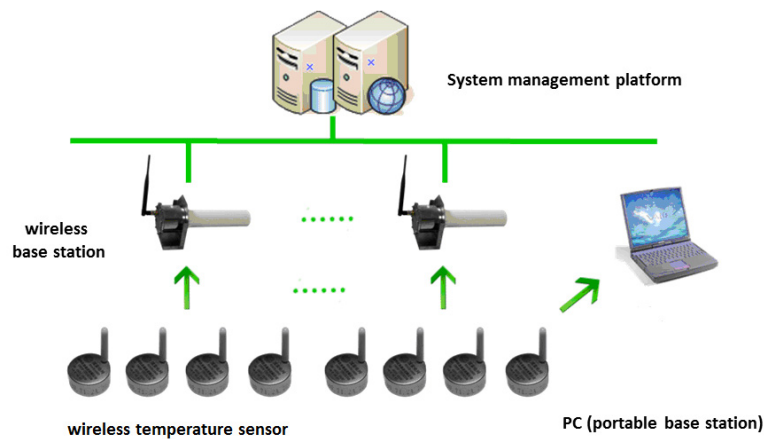 System management platform
wireless
base station
wireless temperature sensor
PC (portable base station)